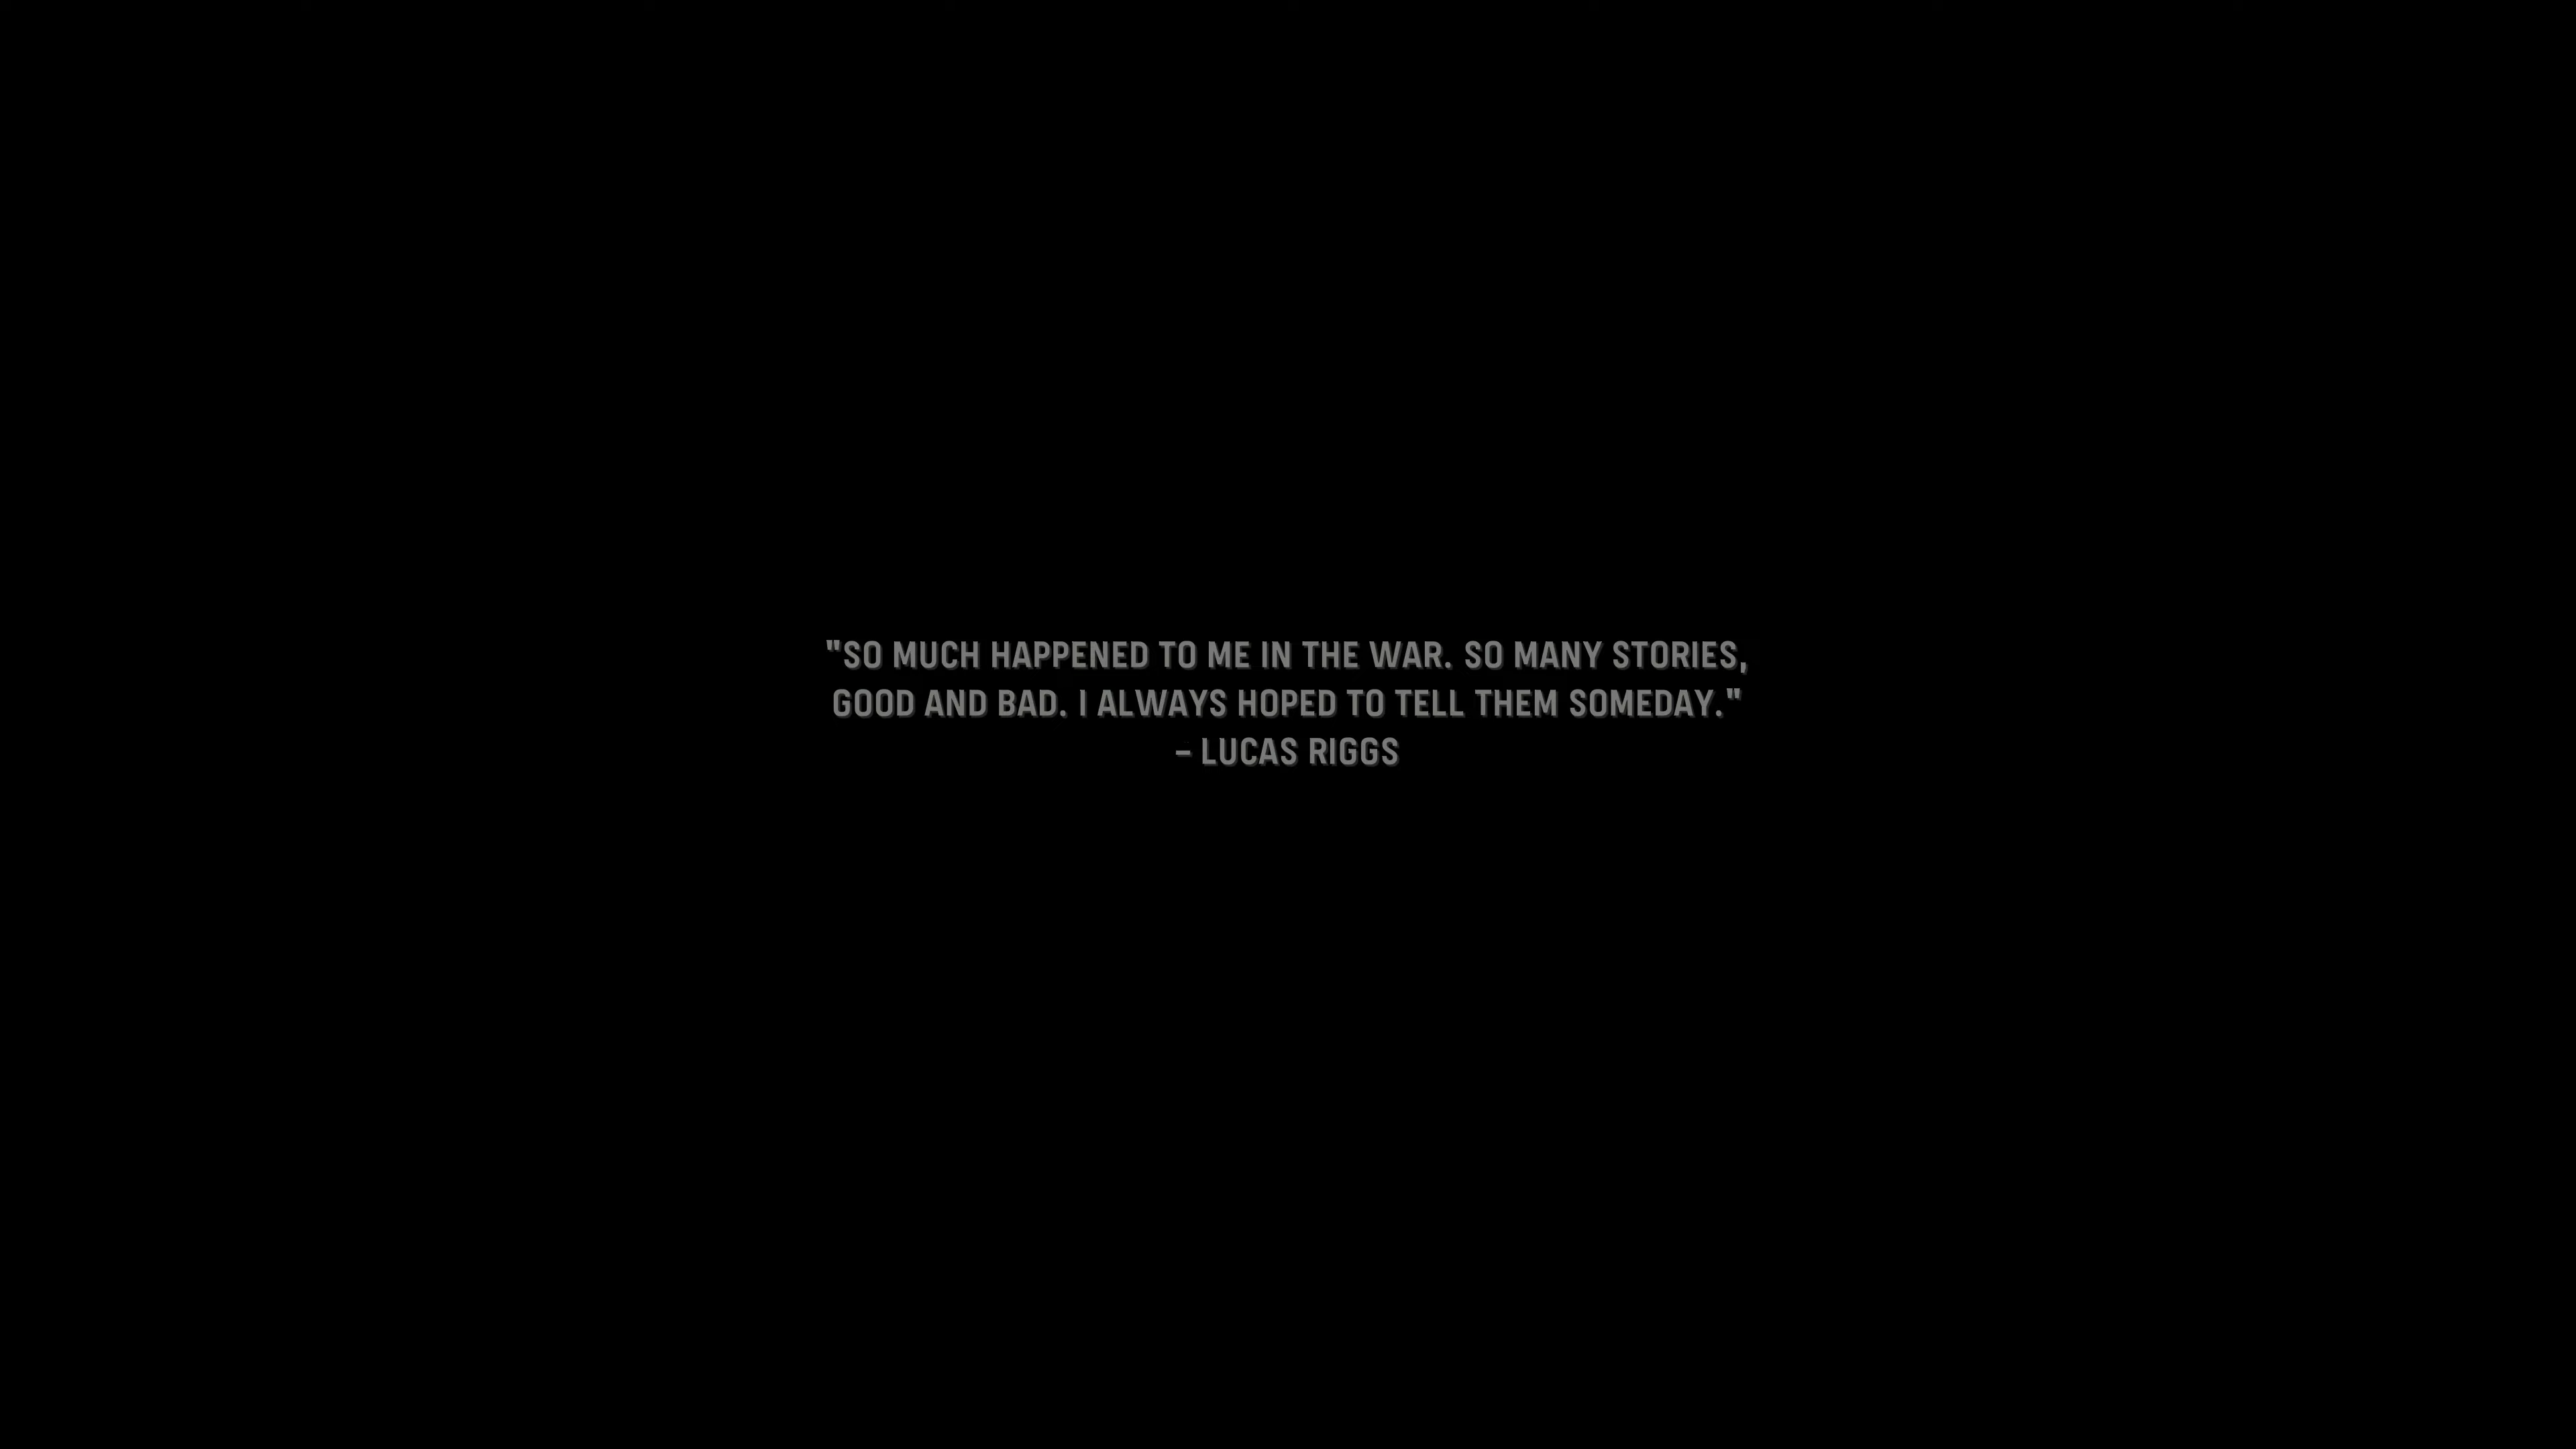 "SO MUCH HAPPENED TO ME IN THE WAR. SO MANY STORIES,
GOOD AND BAD. I ALWAYS HOPED TO TELL THEM SOMEDAY."
– LUCAS RIGGS